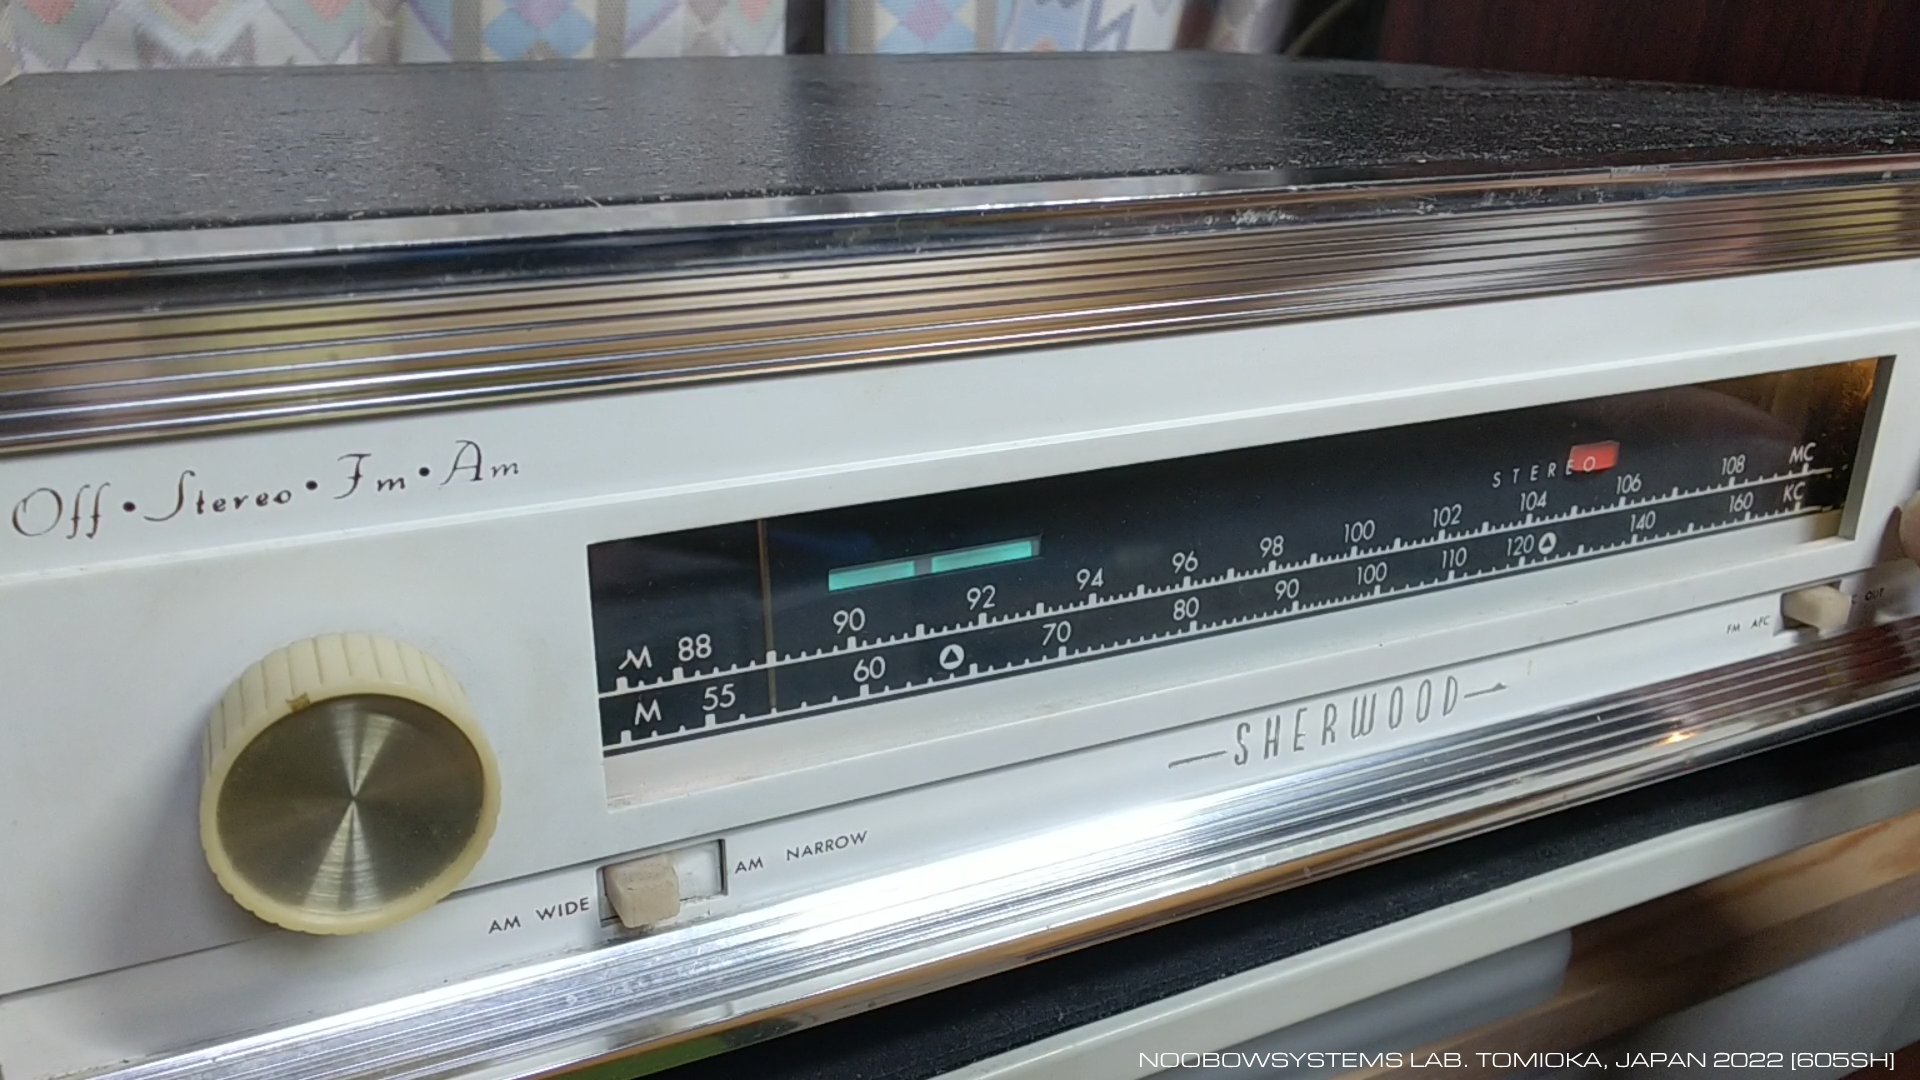 Off • Stereo • Fm • Am
STEREO
M 88 90 92 94 96 98 100 102 104 106 108 MC
M 55 60 70 80 90 100 110 120 140 160 KC
SHERWOOD
FM AFC OUT
AM WIDE AM NARROW
NOOBOWSYSTEMS LAB. TOMIOKA, JAPAN 2022 [605SH]